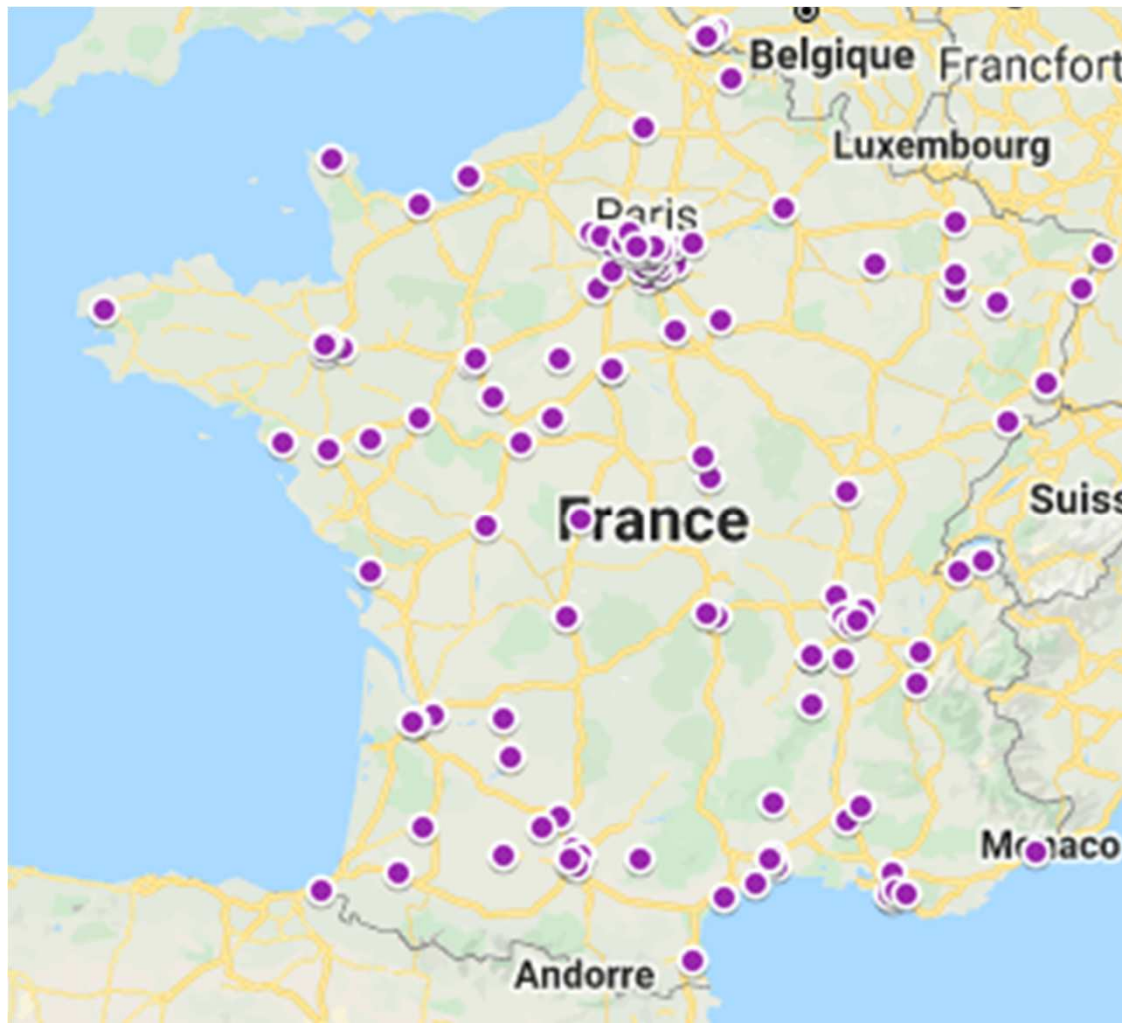 Belgique
Francfort
Luxembourg
Paris
France
Suiss
Monaco
Andorre